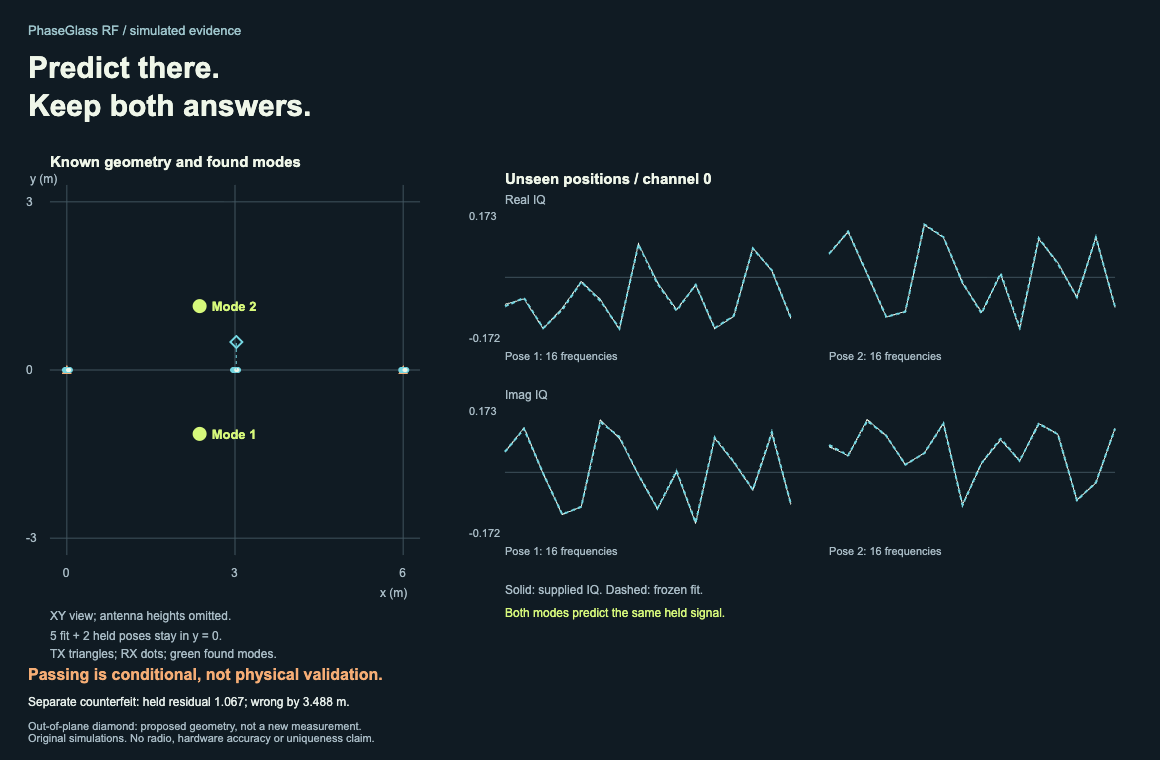 PhaseGlass RF / simulated evidence
Predict there.
Keep both answers.
Known geometry and found modes
y (m)
3
0
-3
Mode 2
Mode 1
0
3
6
x (m)
XY view; antenna heights omitted.
5 fit + 2 held poses stay in y = 0.
TX triangles; RX dots; green found modes.
Unseen positions / channel 0
Real IQ
0.173
-0.172
Pose 1: 16 frequencies
Pose 2: 16 frequencies
Imag IQ
0.173
-0.172
Pose 1: 16 frequencies
Pose 2: 16 frequencies
Solid: supplied IQ. Dashed: frozen fit.
Both modes predict the same held signal.
Passing is conditional, not physical validation.
Separate counterfeit: held residual 1.067; wrong by 3.488 m.
Out-of-plane diamond: proposed geometry, not a new measurement.
Original simulations. No radio, hardware accuracy or uniqueness claim.